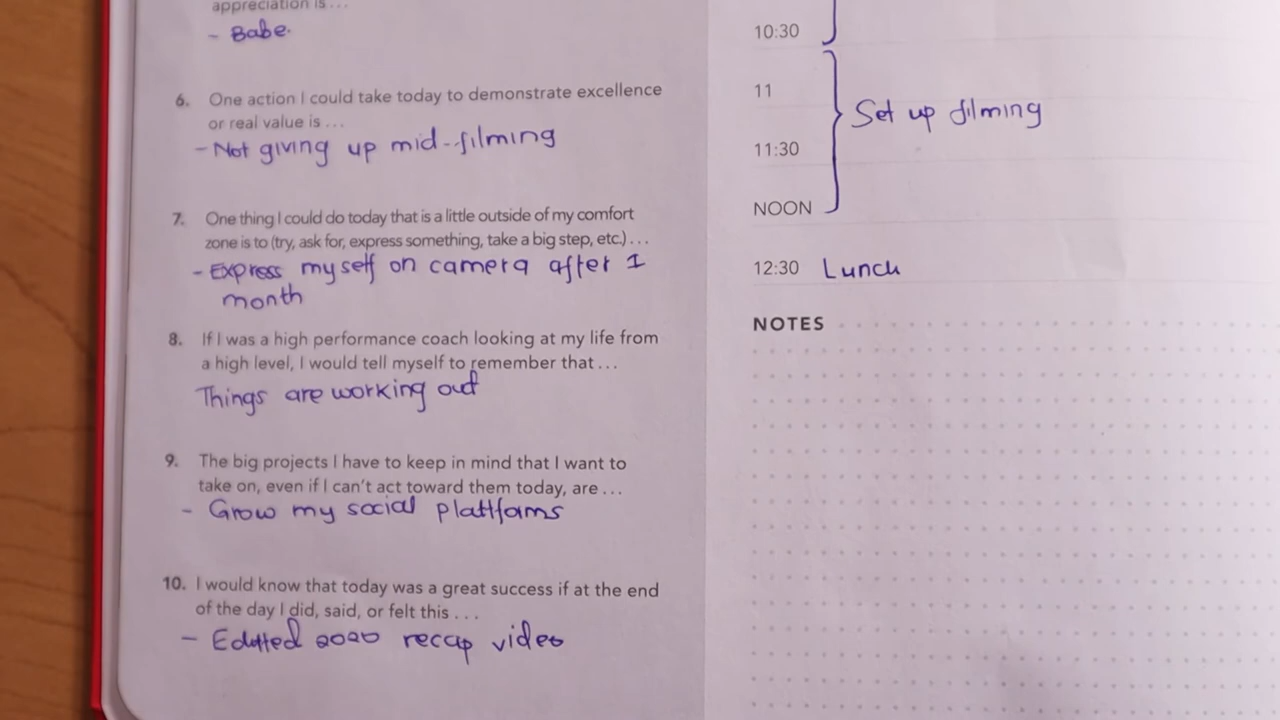 appreciation is ...
- Babe.
6. One action I could take today to demonstrate excellence
or real value is ...
- Not giving up mid-filming
7. One thing I could do today that is a little outside of my comfort
zone is to (try, ask for, express something, take a big step, etc.) ...
- Express myself on camera after 1
month
8. If I was a high performance coach looking at my life from
a high level, I would tell myself to remember that ...
Things are working out
9. The big projects I have to keep in mind that I want to
take on, even if I can't act toward them today, are ...
- Grow my social plattfams
10. I would know that today was a great success if at the end
of the day I did, said, or felt this ...
- Edotted 2020 recap video
10:30
11
Set up filming
11:30
NOON
12:30 Lunch
NOTES